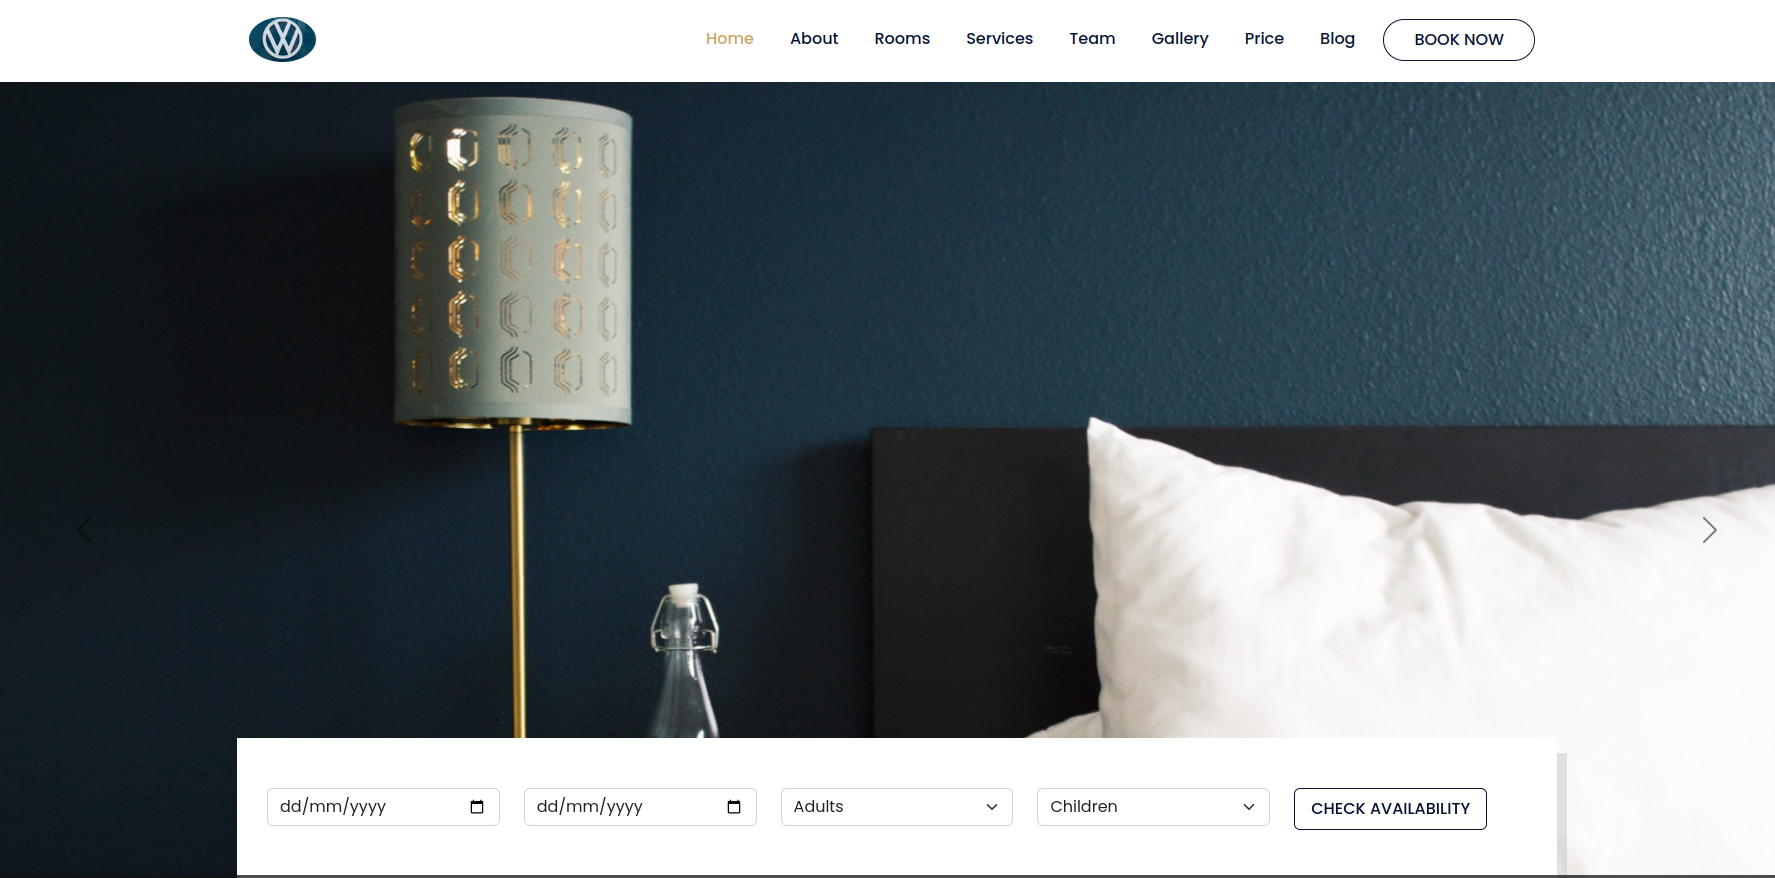 Home About Rooms Services Team Gallery Price Blog BOOK NOW
dd/mm/yyyy dd/mm/yyyy Adults Children CHECK AVAILABILITY